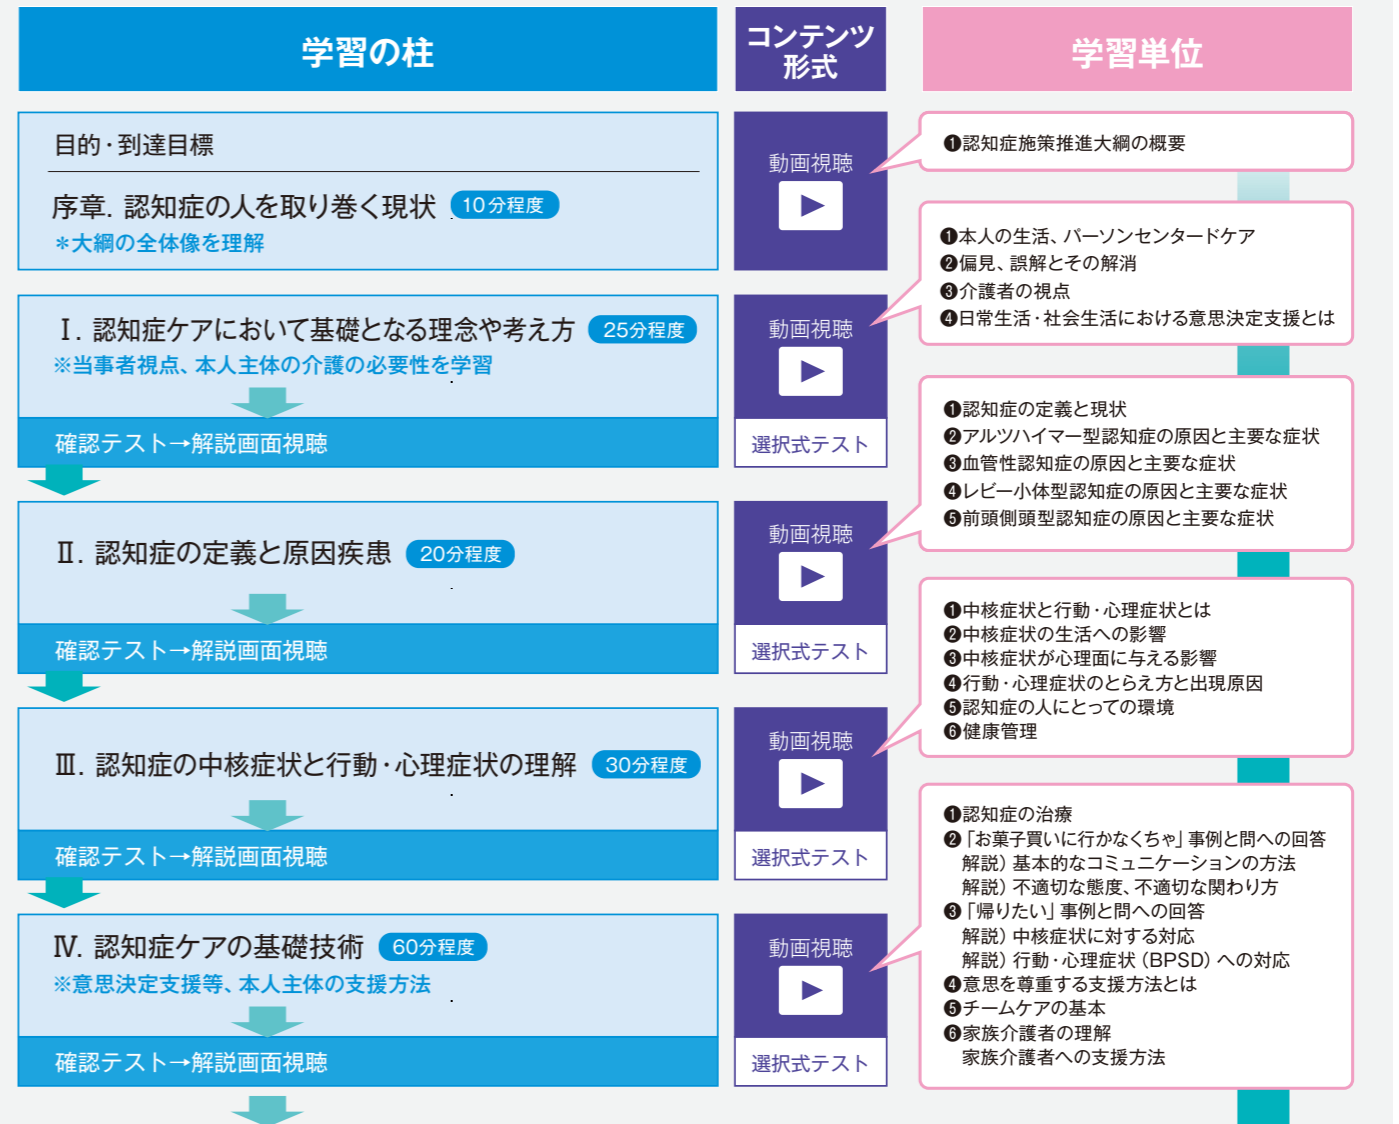 学習の柱
コンテンツ
形式
学習単位
目的・到達目標
序章. 認知症の人を取り巻く現状 10分程度
＊大綱の全体像を理解
動画視聴
❶認知症施策推進大綱の概要
Ⅰ. 認知症ケアにおいて基礎となる理念や考え方 25分程度
※当事者視点、本人主体の介護の必要性を学習
確認テスト→解説画面視聴
動画視聴
選択式テスト
❶本人の生活、パーソンセンタードケア
❷偏見、誤解とその解消
❸介護者の視点
❹日常生活・社会生活における意思決定支援とは
Ⅱ. 認知症の定義と原因疾患 20分程度
確認テスト→解説画面視聴
動画視聴
選択式テスト
❶認知症の定義と現状
❷アルツハイマー型認知症の原因と主要な症状
❸血管性認知症の原因と主要な症状
❹レビー小体型認知症の原因と主要な症状
❺前頭側頭型認知症の原因と主要な症状
Ⅲ. 認知症の中核症状と行動・心理症状の理解 30分程度
確認テスト→解説画面視聴
動画視聴
選択式テスト
❶中核症状と行動・心理症状とは
❷中核症状の生活への影響
❸中核症状が心理面に与える影響
❹行動・心理症状のとらえ方と出現原因
❺認知症の人にとっての環境
❻健康管理
Ⅳ. 認知症ケアの基礎技術 60分程度
※意思決定支援等、本人主体の支援方法
確認テスト→解説画面視聴
動画視聴
選択式テスト
❶認知症の治療
❷「お菓子買いに行かなくちゃ」事例と問への回答
解説）基本的なコミュニケーションの方法
解説）不適切な態度、不適切な関わり方
❸「帰りたい」事例と問への回答
解説）中核症状に対する対応
解説）行動・心理症状（BPSD）への対応
❹意思を尊重する支援方法とは
❺チームケアの基本
❻家族介護者の理解
家族介護者への支援方法